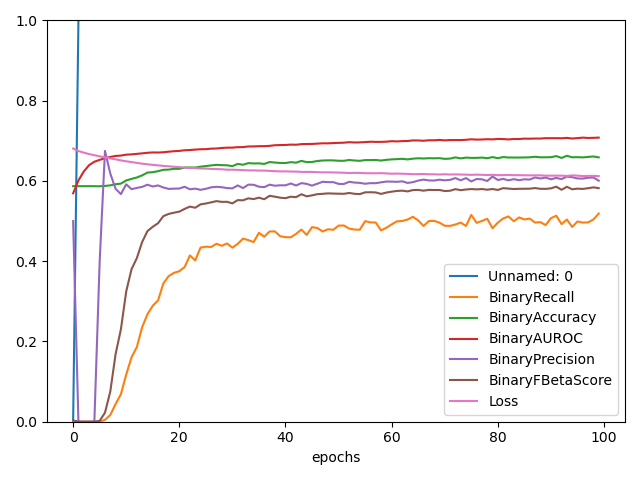 1.0
0.8
0.6
0.4
0.2
0.0
Unnamed: 0
BinaryRecall
BinaryAccuracy
BinaryAUROC
BinaryPrecision
BinaryFBetaScore
Loss
0 20 40 60 80 100
epochs